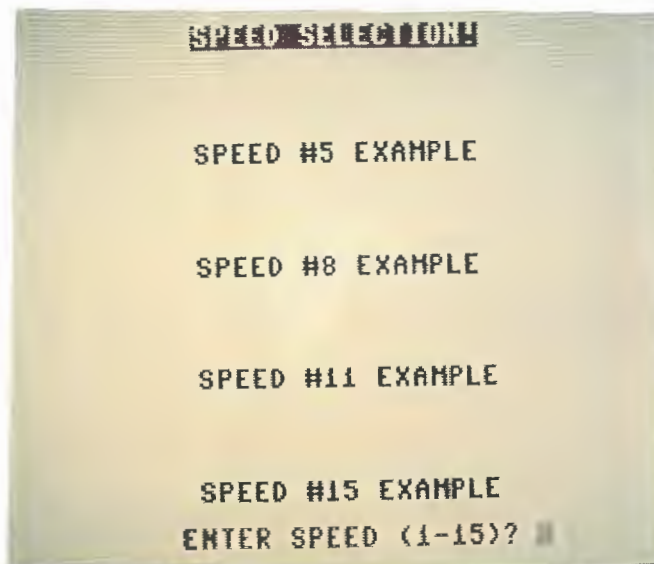 SPEED SELECTION!
SPEED #5 EXAMPLE
SPEED #8 EXAMPLE
SPEED #11 EXAMPLE
SPEED #15 EXAMPLE
ENTER SPEED (1-15)?